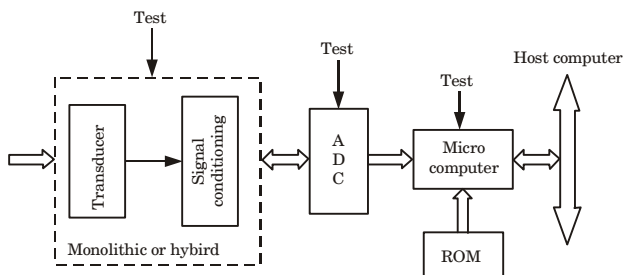 Test
Test
Host computer
Test
Transducer
Signal
conditioning
A
D
C
Micro
computer
Monolithic or hybird
ROM